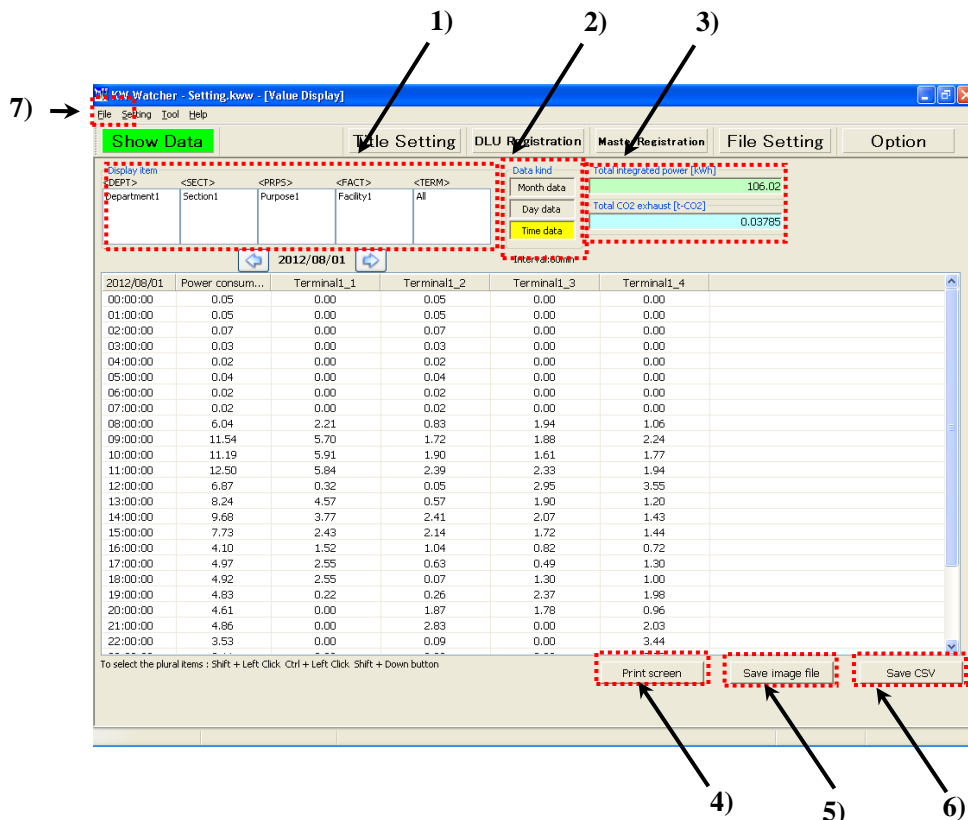 1) 2) 3)
KW Watcher - Setting.kww - [Value Display]
7)
File Setting Tool Help
Show Data Title Setting DLU Registration Master Registration File Setting Option
Display item Data kind Total integrated power [kWh]
<DEPT> <SECT> <PRPS> <FACT> <TERM>
Department1 Section1 Purpose1 Facility1 All Month data 106.02
Day data Total CO2 exhaust [t-CO2]
Time data 0.03785
2012/08/01 Interval:60min
2012/08/01 Power consum... Terminal1_1 Terminal1_2 Terminal1_3 Terminal1_4
00:00:00 0.05 0.00 0.05 0.00 0.00
01:00:00 0.05 0.00 0.05 0.00 0.00
02:00:00 0.07 0.00 0.07 0.00 0.00
03:00:00 0.03 0.00 0.03 0.00 0.00
04:00:00 0.02 0.00 0.02 0.00 0.00
05:00:00 0.04 0.00 0.04 0.00 0.00
06:00:00 0.02 0.00 0.02 0.00 0.00
07:00:00 0.02 0.00 0.02 0.00 0.00
08:00:00 6.04 2.21 0.83 1.94 1.06
09:00:00 11.54 5.70 1.72 1.88 2.24
10:00:00 11.19 5.91 1.90 1.61 1.77
11:00:00 12.50 5.84 2.39 2.33 1.94
12:00:00 6.87 0.32 0.05 2.95 3.55
13:00:00 8.24 4.57 0.57 1.90 1.20
14:00:00 9.68 3.77 2.41 2.07 1.43
15:00:00 7.73 2.43 2.14 1.72 1.44
16:00:00 4.10 1.52 1.04 0.82 0.72
17:00:00 4.97 2.55 0.63 0.49 1.30
18:00:00 4.92 2.55 0.07 1.30 1.00
19:00:00 4.83 0.22 0.26 2.37 1.98
20:00:00 4.61 0.00 1.87 1.78 0.96
21:00:00 4.86 0.00 2.83 0.00 2.03
22:00:00 3.53 0.00 0.09 0.00 3.44
To select the plural items : Shift + Left Click Ctrl + Left Click Shift + Down button
Print screen Save image file Save CSV
4) 5) 6)